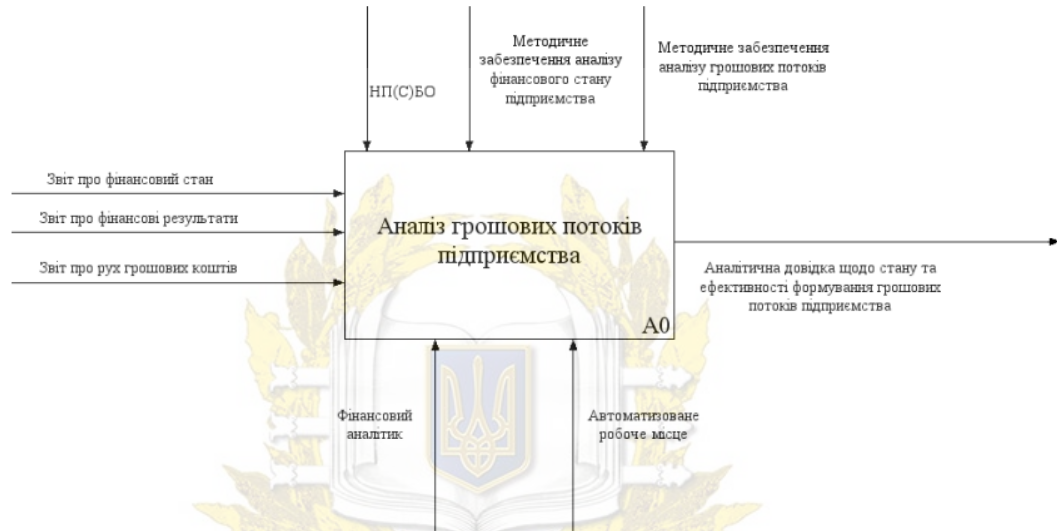 НП(С)БО
Методичне
забезпечення аналізу
фінансового стану
підприємства
Методичне забезпечення
аналізу грошових потоків
підприємства
Звіт про фінансовий стан
Звіт про фінансові результати
Звіт про рух грошових коштів
Аналіз грошових потоків
підприємства
А0
Аналітична довідка щодо стану та
ефективності формування грошових
потоків підприємства
Фінансовий
аналітик
Автоматизоване
робоче місце